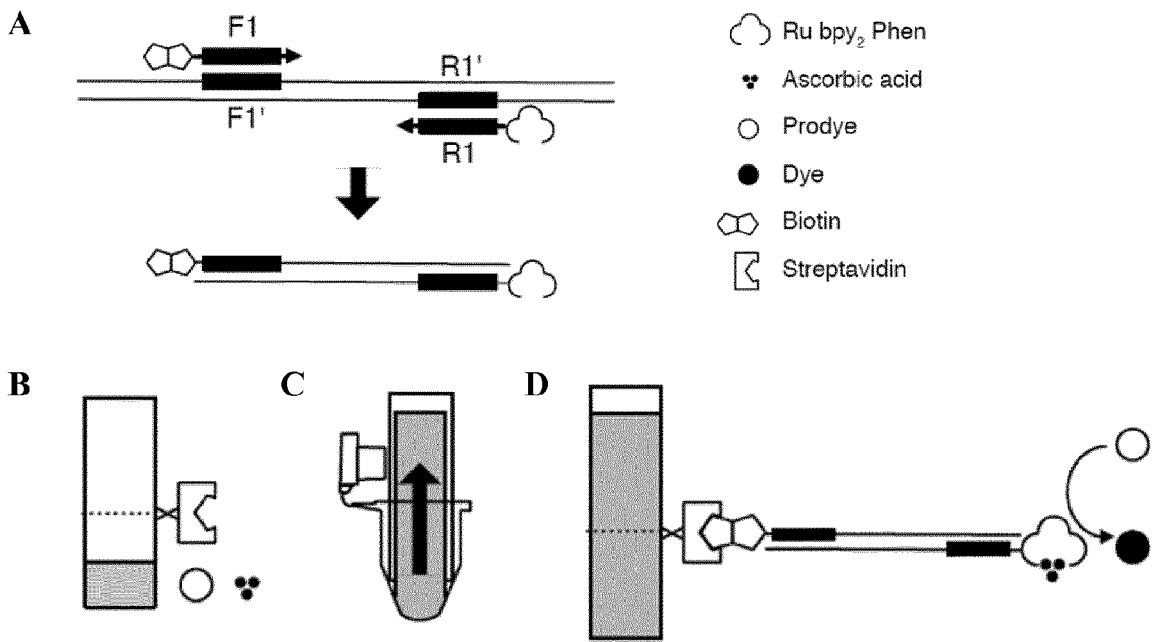 A
F1
R1'
F1'
R1
Ru bpy₂ Phen
Ascorbic acid
Prodye
Dye
Biotin
Streptavidin
B
C
D